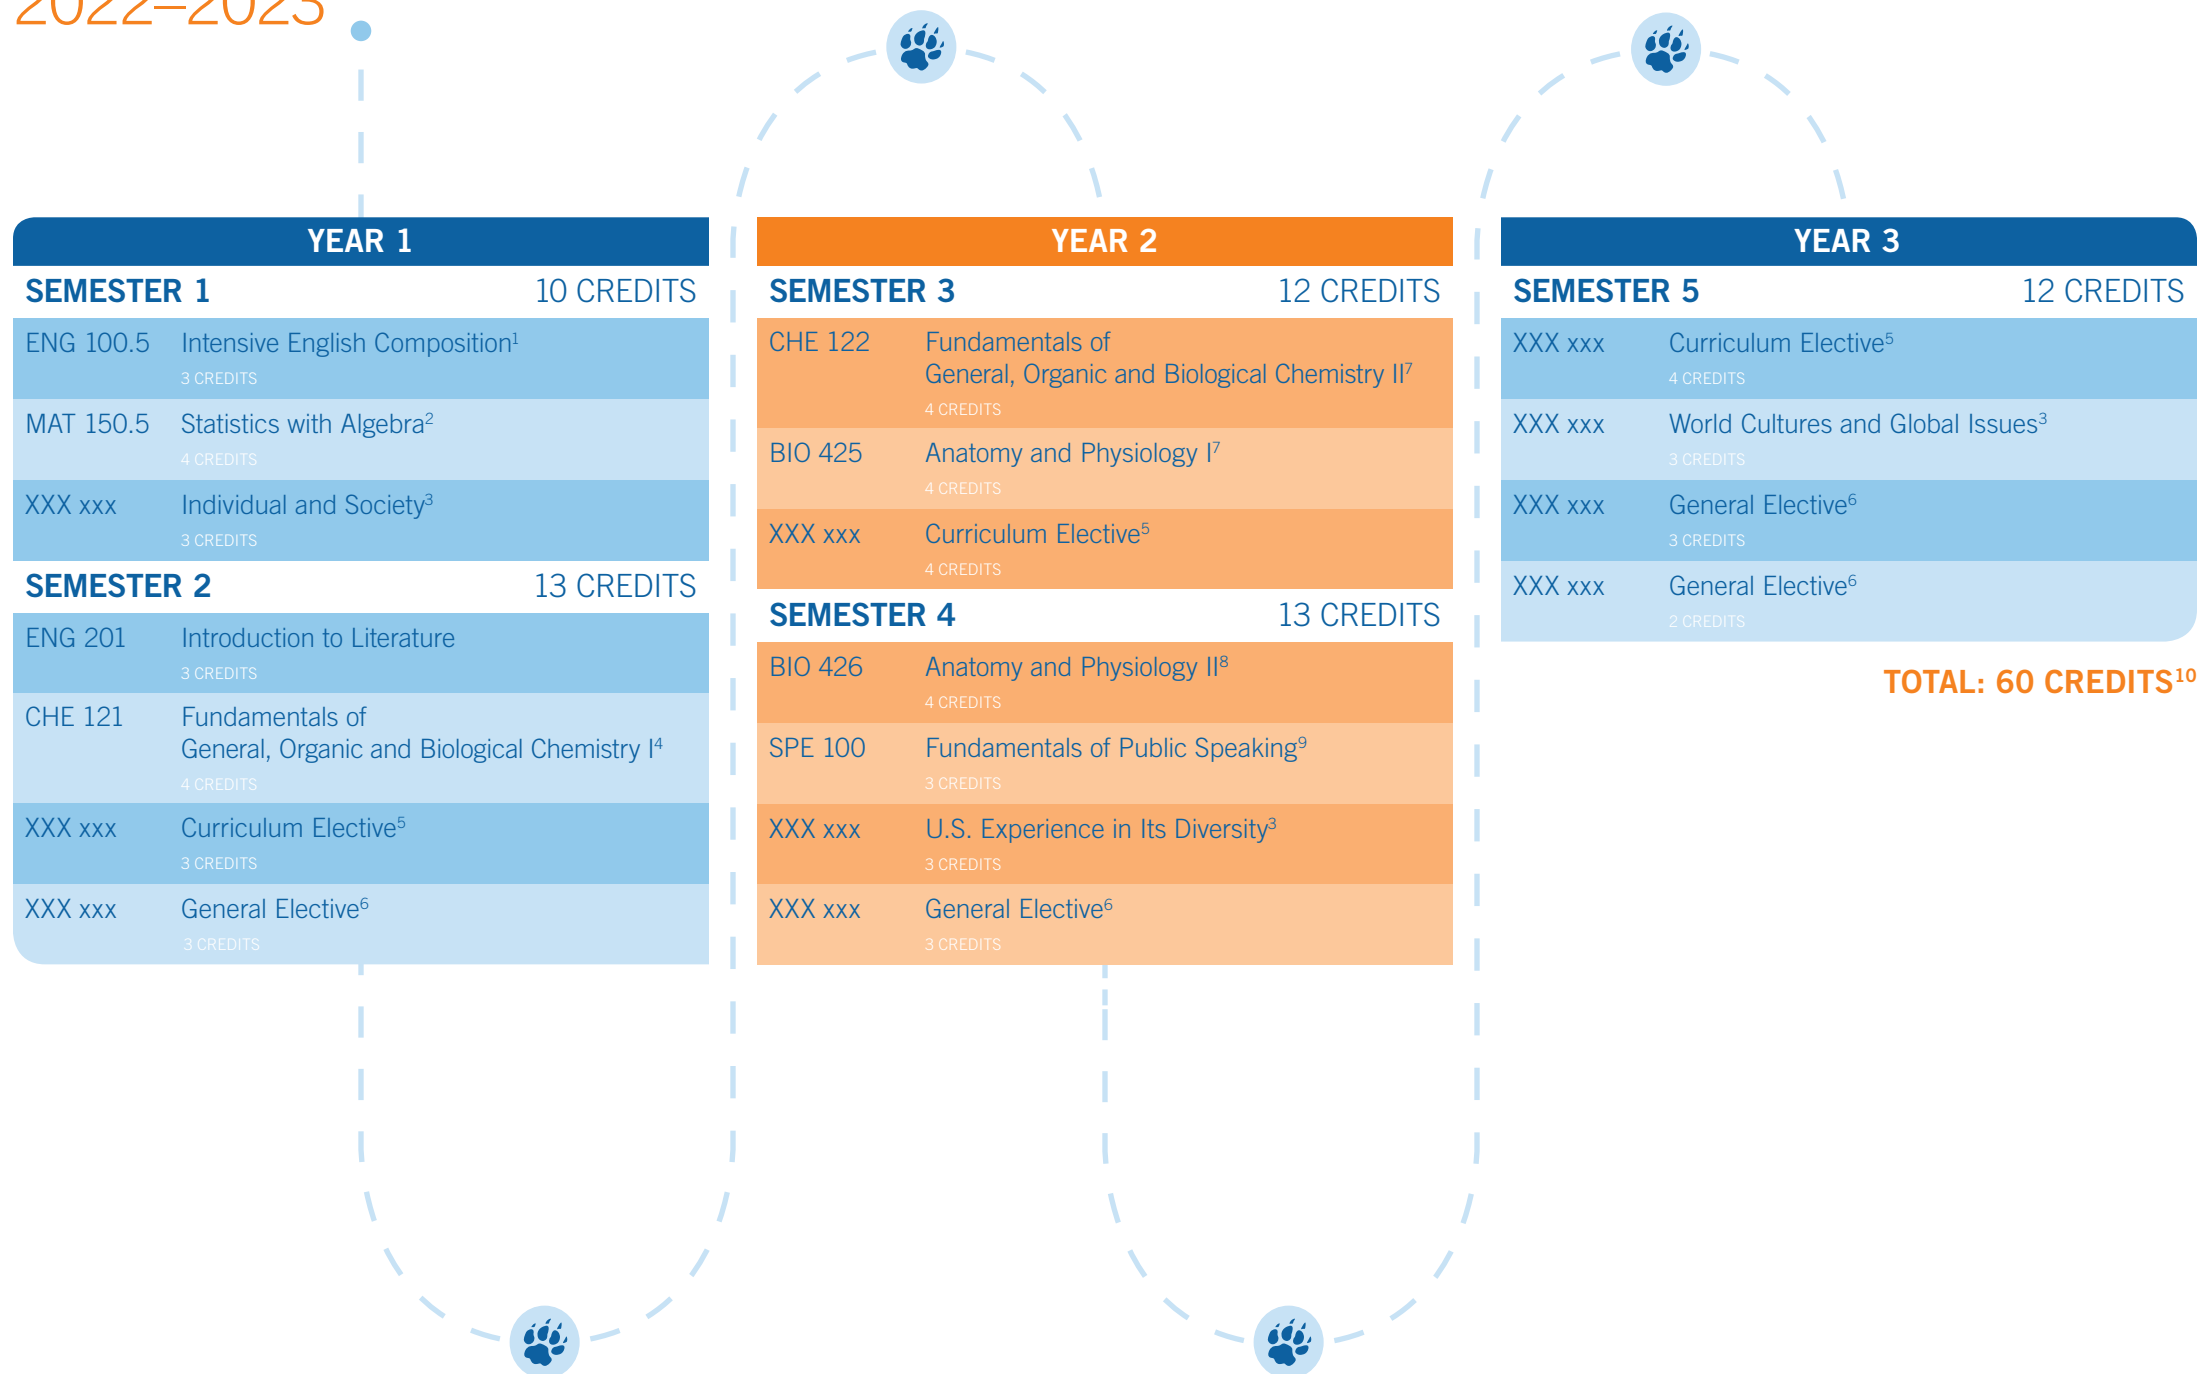 2022–2023
YEAR 1
SEMESTER 1 10 CREDITS
ENG 100.5 Intensive English Composition¹
3 CREDITS
MAT 150.5 Statistics with Algebra²
4 CREDITS
XXX xxx Individual and Society³
3 CREDITS
SEMESTER 2 13 CREDITS
ENG 201 Introduction to Literature
3 CREDITS
CHE 121 Fundamentals of
General, Organic and Biological Chemistry I⁴
4 CREDITS
XXX xxx Curriculum Elective⁵
3 CREDITS
XXX xxx General Elective⁶
3 CREDITS
YEAR 2
SEMESTER 3 12 CREDITS
CHE 122 Fundamentals of
General, Organic and Biological Chemistry II⁷
4 CREDITS
BIO 425 Anatomy and Physiology I⁷
4 CREDITS
XXX xxx Curriculum Elective⁵
4 CREDITS
SEMESTER 4 13 CREDITS
BIO 426 Anatomy and Physiology II⁸
4 CREDITS
SPE 100 Fundamentals of Public Speaking⁹
3 CREDITS
XXX xxx U.S. Experience in Its Diversity³
3 CREDITS
XXX xxx General Elective⁶
3 CREDITS
YEAR 3
SEMESTER 5 12 CREDITS
XXX xxx Curriculum Elective⁵
4 CREDITS
XXX xxx World Cultures and Global Issues³
3 CREDITS
XXX xxx General Elective⁶
3 CREDITS
XXX xxx General Elective⁶
2 CREDITS
TOTAL: 60 CREDITS¹⁰